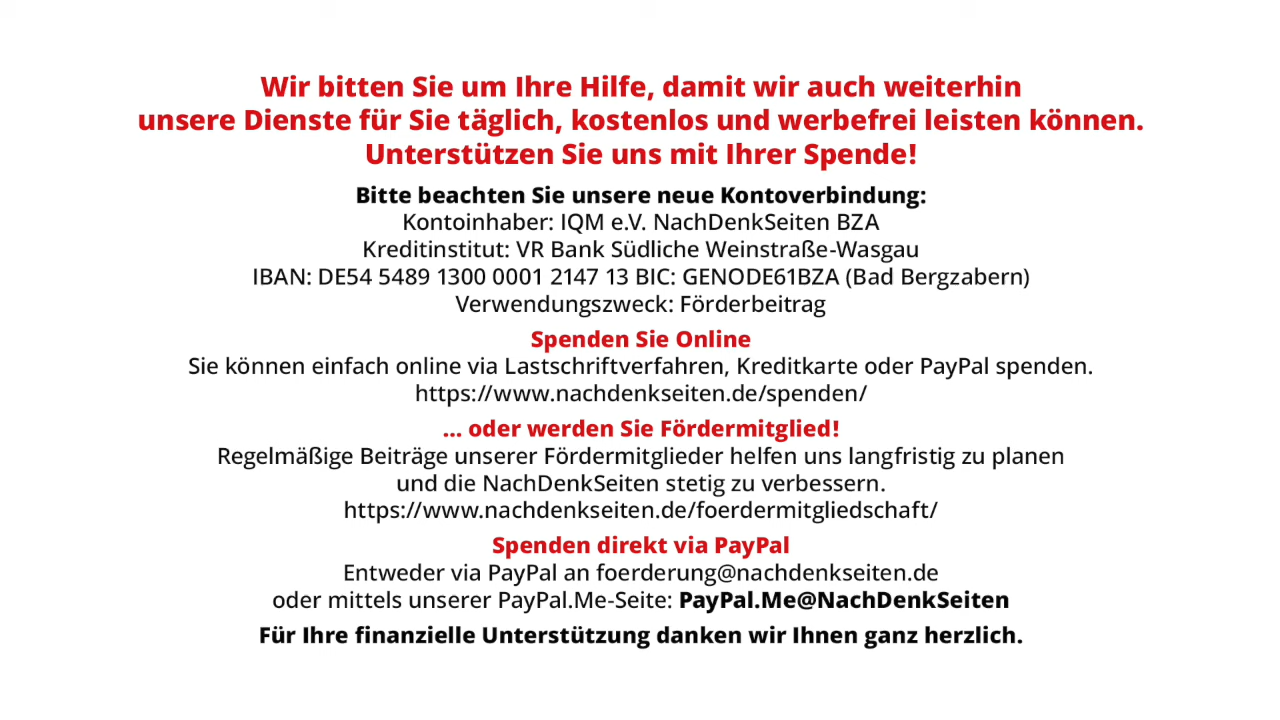 Wir bitten Sie um Ihre Hilfe, damit wir auch weiterhin
unsere Dienste für Sie täglich, kostenlos und werbefrei leisten können.
Unterstützen Sie uns mit Ihrer Spende!
Bitte beachten Sie unsere neue Kontoverbindung:
Kontoinhaber: IQM e.V. NachDenkSeiten BZA
Kreditinstitut: VR Bank Südliche Weinstraße-Wasgau
IBAN: DE54 5489 1300 0001 2147 13 BIC: GENODE61BZA (Bad Bergzabern)
Verwendungszweck: Förderbeitrag
Spenden Sie Online
Sie können einfach online via Lastschriftverfahren, Kreditkarte oder PayPal spenden.
https://www.nachdenkseiten.de/spenden/
... oder werden Sie Fördermitglied!
Regelmäßige Beiträge unserer Fördermitglieder helfen uns langfristig zu planen
und die NachDenkSeiten stetig zu verbessern.
https://www.nachdenkseiten.de/foerdermitgliedschaft/
Spenden direkt via PayPal
Entweder via PayPal an foerderung@nachdenkseiten.de
oder mittels unserer PayPal.Me-Seite: PayPal.Me@NachDenkSeiten
Für Ihre finanzielle Unterstützung danken wir Ihnen ganz herzlich.